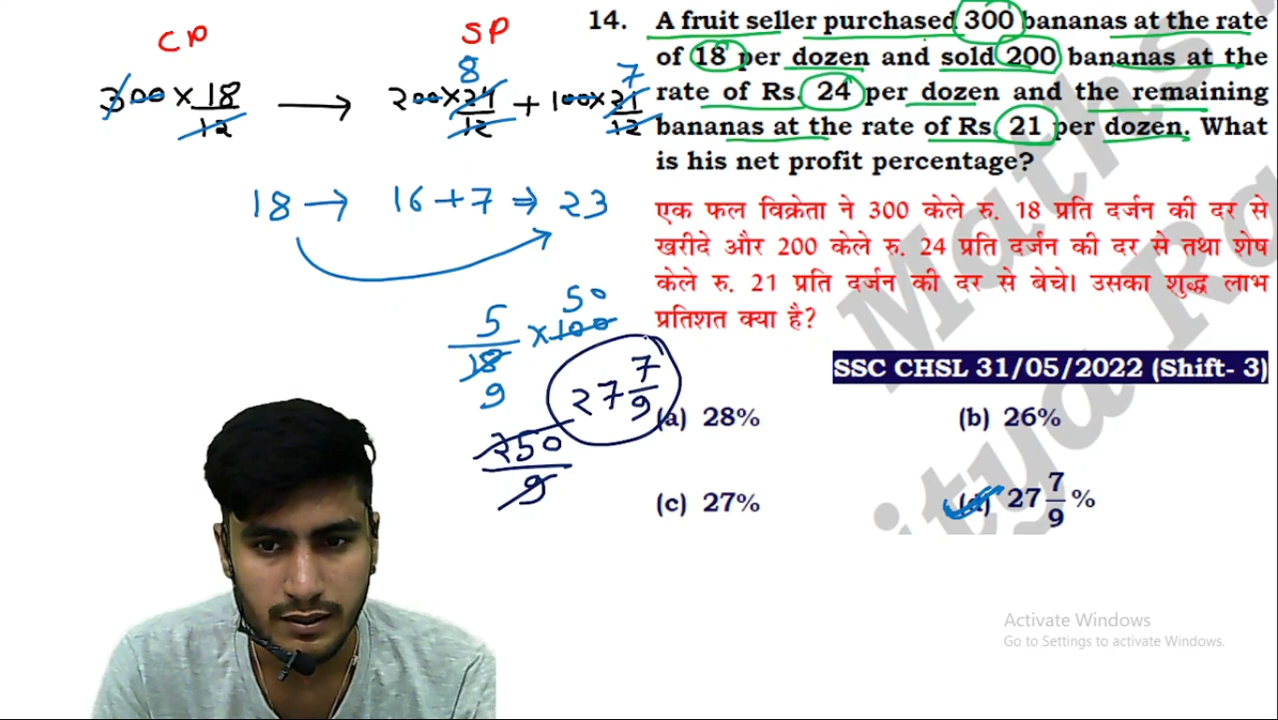 CP
SP
300 × 18/12 → 200 × 24/12 + 100 × 21/12
8
7
18 → 16 + 7 ⇒ 23
5/18 × 100
50
9
250/9
27 7/9
14. A fruit seller purchased 300 bananas at the rate
of 18 per dozen and sold 200 bananas at the
rate of Rs. 24 per dozen and the remaining
bananas at the rate of Rs. 21 per dozen. What
is his net profit percentage?
एक फल विक्रेता ने 300 केले रु. 18 प्रति दर्जन की दर से
खरीदे और 200 केले रु. 24 प्रति दर्जन की दर से तथा शेष
केले रु. 21 प्रति दर्जन की दर से बेचे। उसका शुद्ध लाभ
प्रतिशत क्या है?
SSC CHSL 31/05/2022 (Shift- 3)
(a) 28%
(b) 26%
(c) 27%
(d) 27 7/9 %
Activate Windows
Go to Settings to activate Windows.